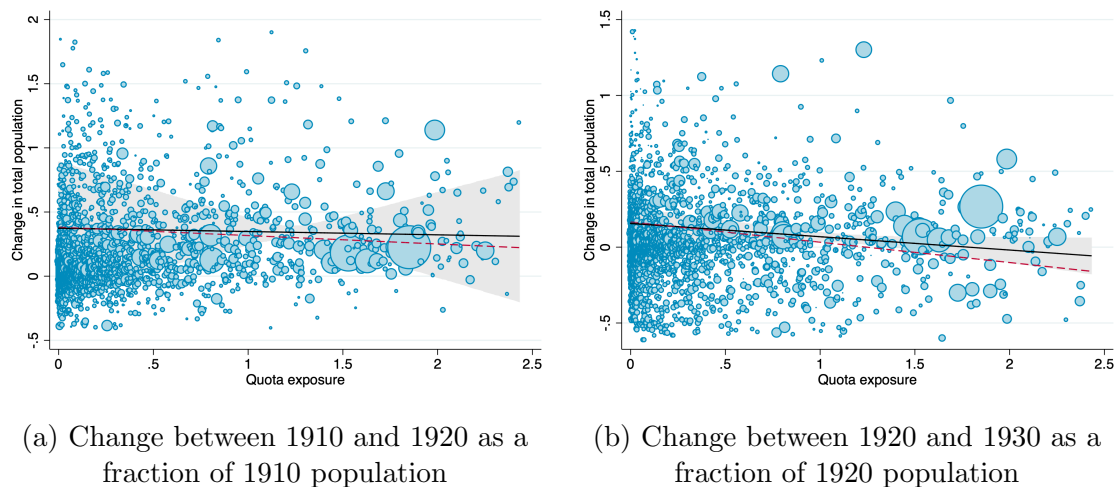 2
1.5
1
.5
0
-.5
Change in total population
0
.5
1
1.5
2
2.5
Quota exposure
(a) Change between 1910 and 1920 as a
fraction of 1910 population
1.5
1
.5
0
-.5
Change in total population
0
.5
1
1.5
2
2.5
Quota exposure
(b) Change between 1920 and 1930 as a
fraction of 1920 population